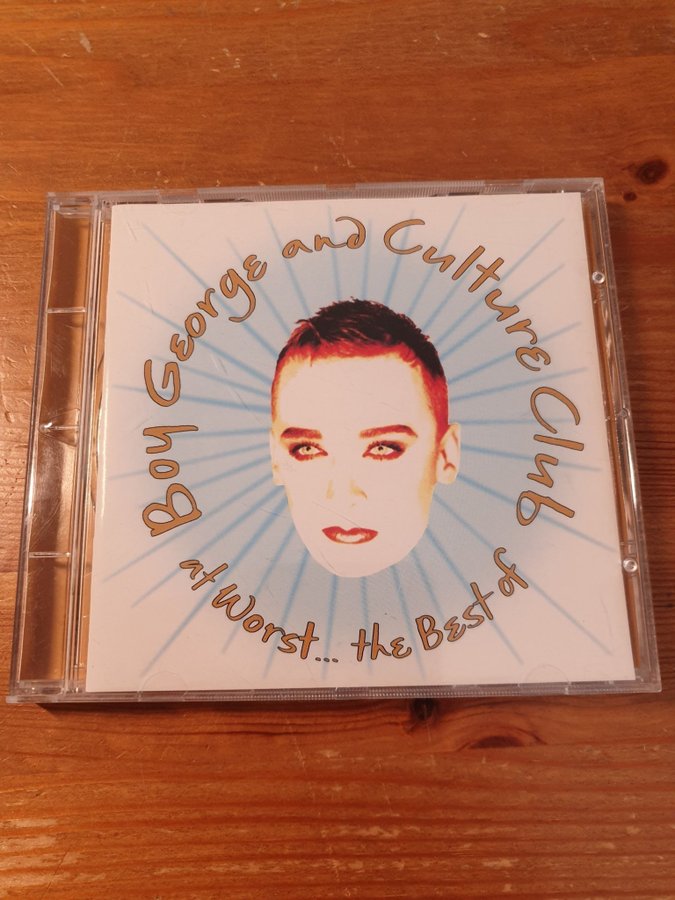 Boy George and Culture Club
at Worst... the Best of